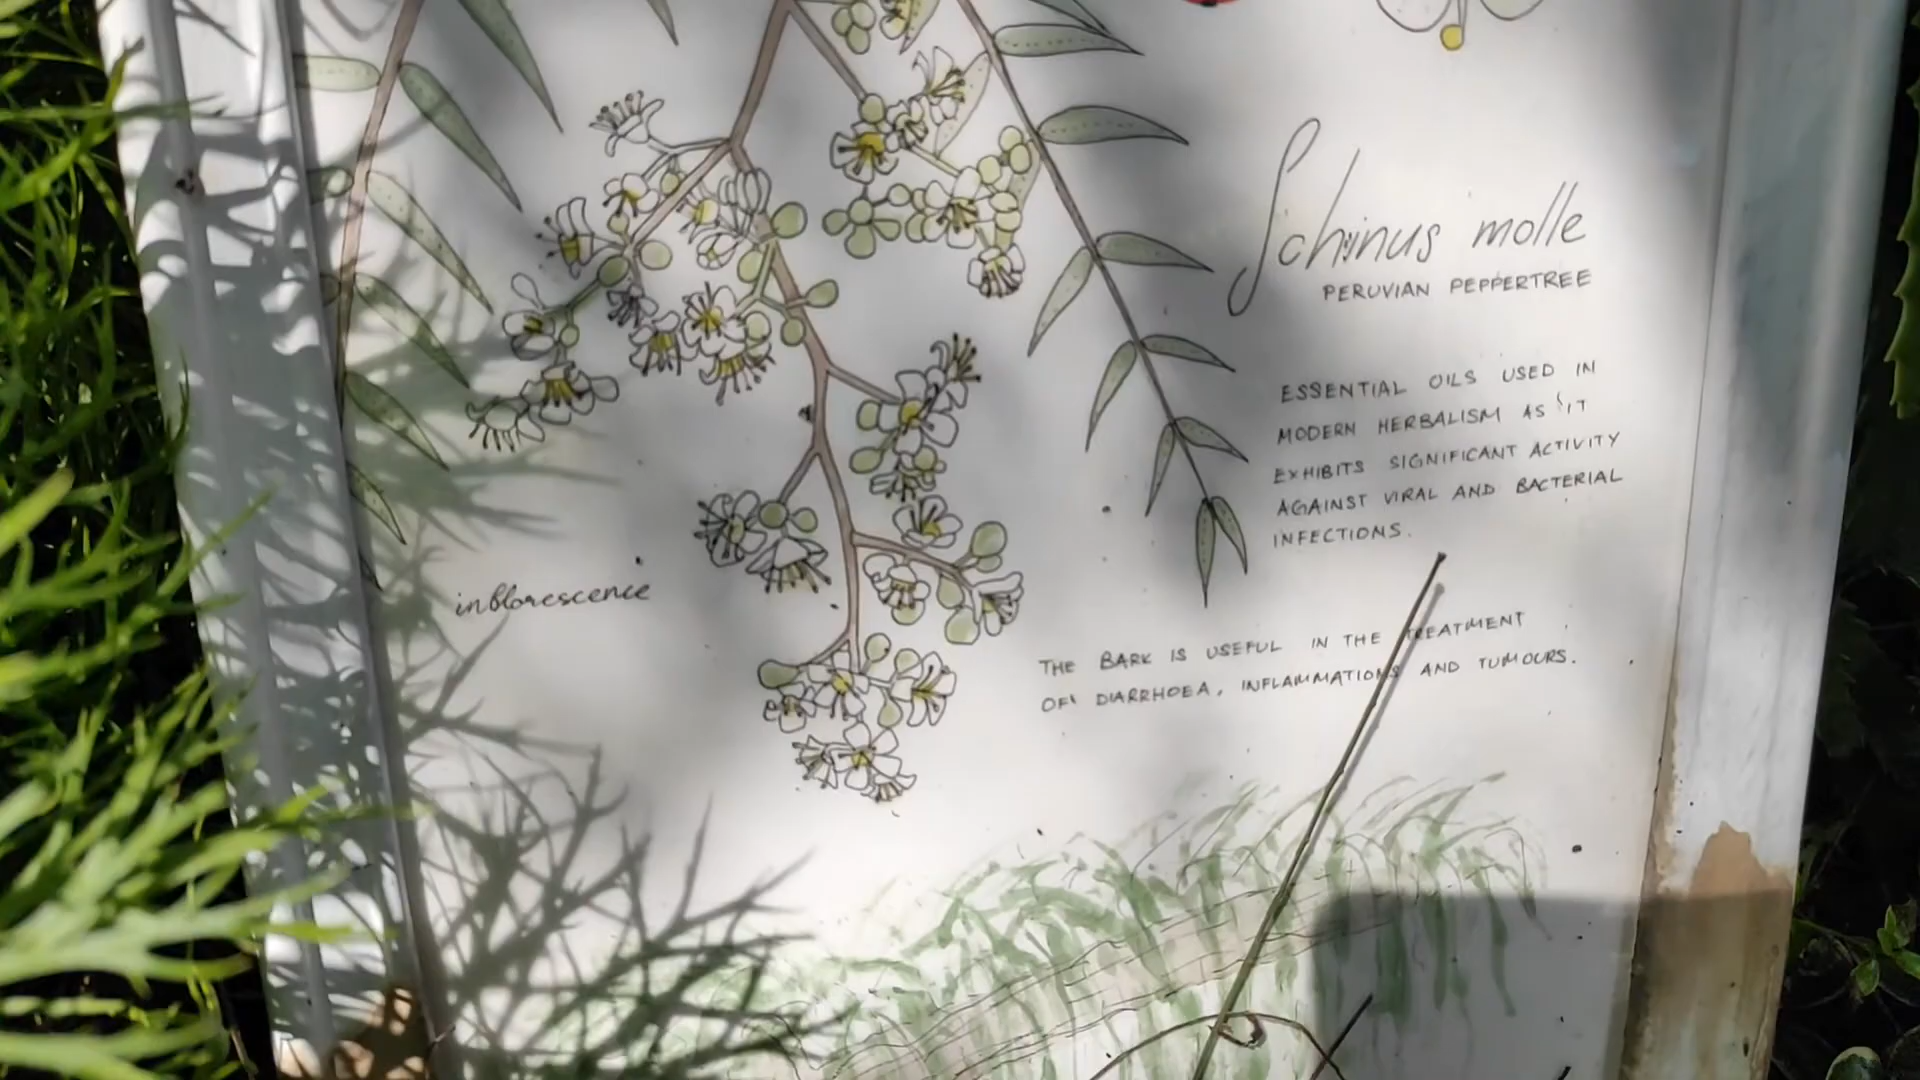 Schinus molle
PERUVIAN PEPPERTREE
ESSENTIAL OILS USED IN
MODERN HERBALISM AS IT
EXHIBITS SIGNIFICANT ACTIVITY
AGAINST VIRAL AND BACTERIAL
INFECTIONS.
inflorescence
THE BARK IS USEFUL IN THE TREATMENT
OF DIARRHOEA, INFLAMMATIONS AND TUMOURS.